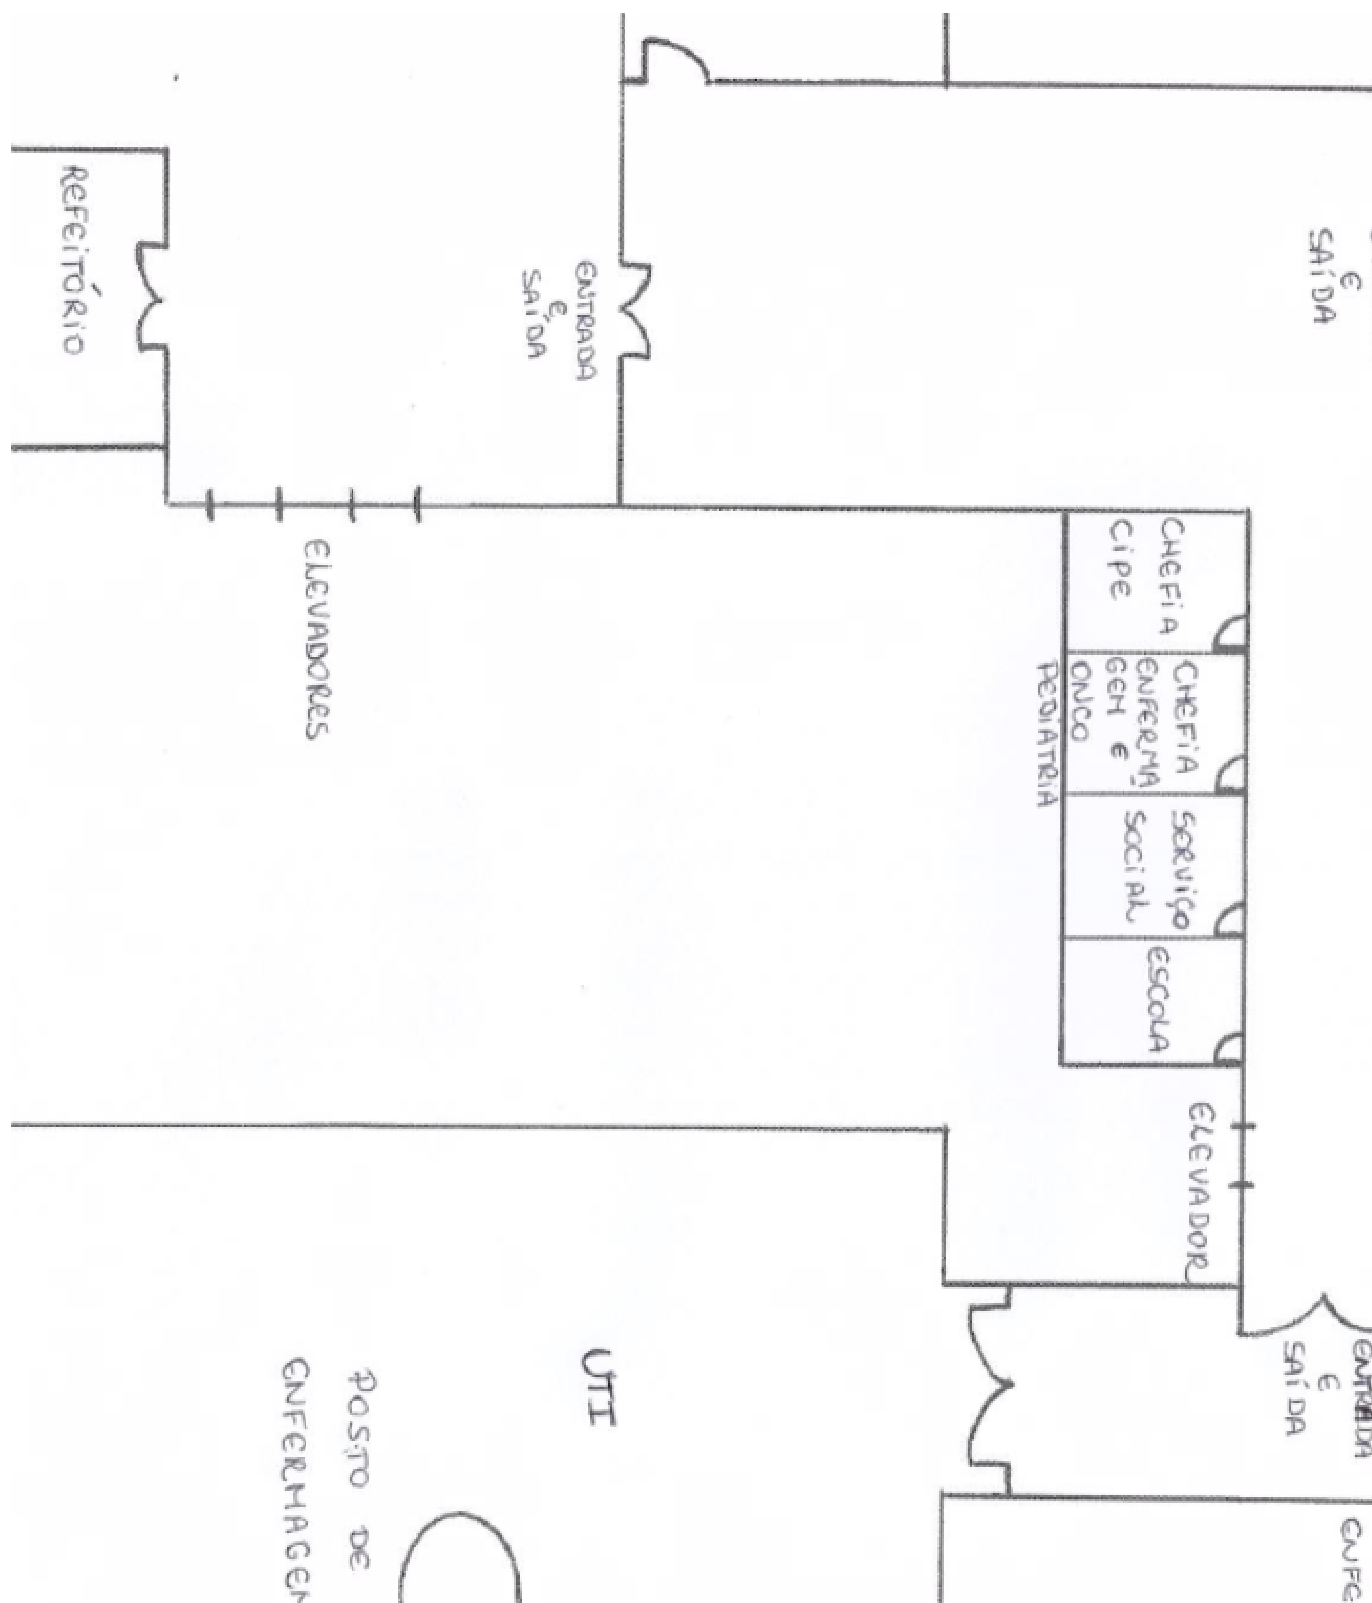 E
SAÍDA
ENTRADA
E
SAÍDA
CHEFIA
CIPE
CHEFIA
ENFERMA-
GEM E
ONCO
PEDIATRIA
SERVIÇO
SOCIAL
ESCOLA
ELEVADOR
ENTRADA
E
SAÍDA
ELEVADORES
REFEITÓRIO
UTI
POSTO DE